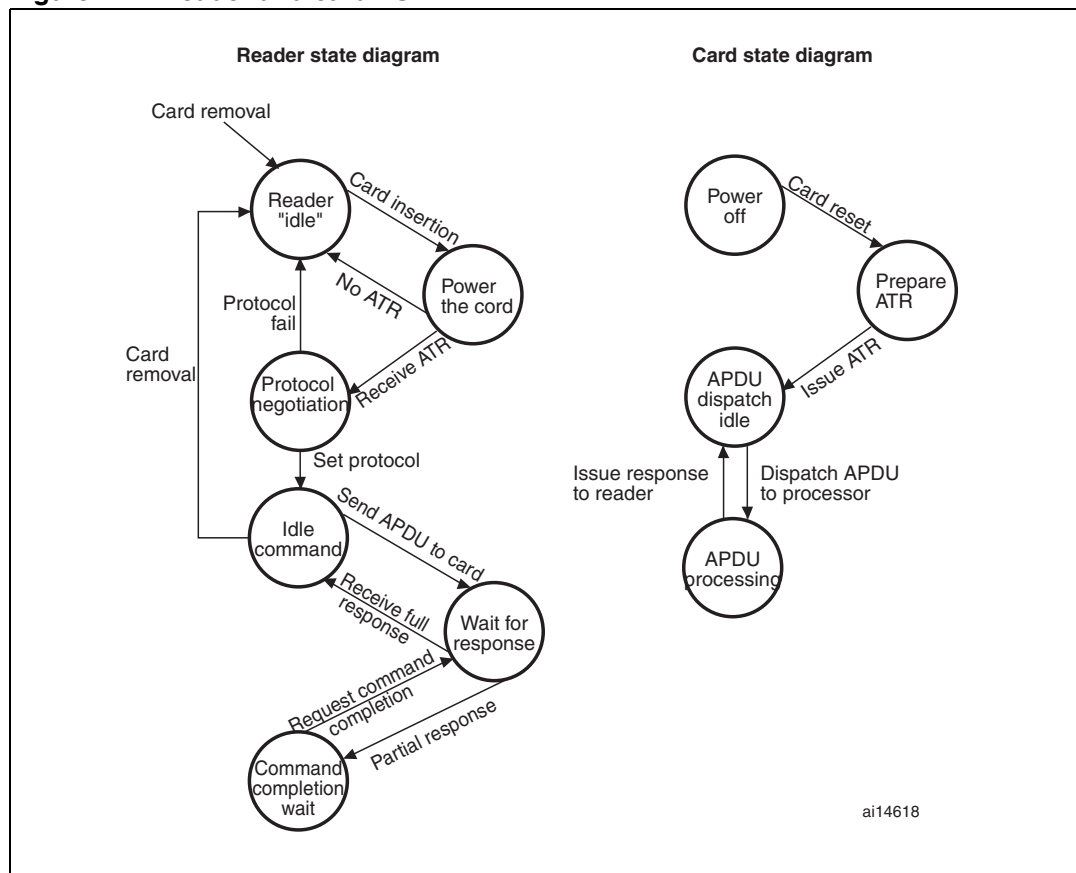 Reader state diagram
Card state diagram
Card removal
Reader
"idle"
Card insertion
Power
the cord
No ATR
Protocol
fail
Receive ATR
Card
removal
Protocol
negotiation
Set protocol
Idle
command
Send APDU to card
Receive full
response
Wait for
response
Request command
completion
Partial response
Command
completion
wait
Power
off
Card reset
Prepare
ATR
Issue ATR
APDU
dispatch
idle
Issue response
to reader
Dispatch APDU
to processor
APDU
processing
ai14618